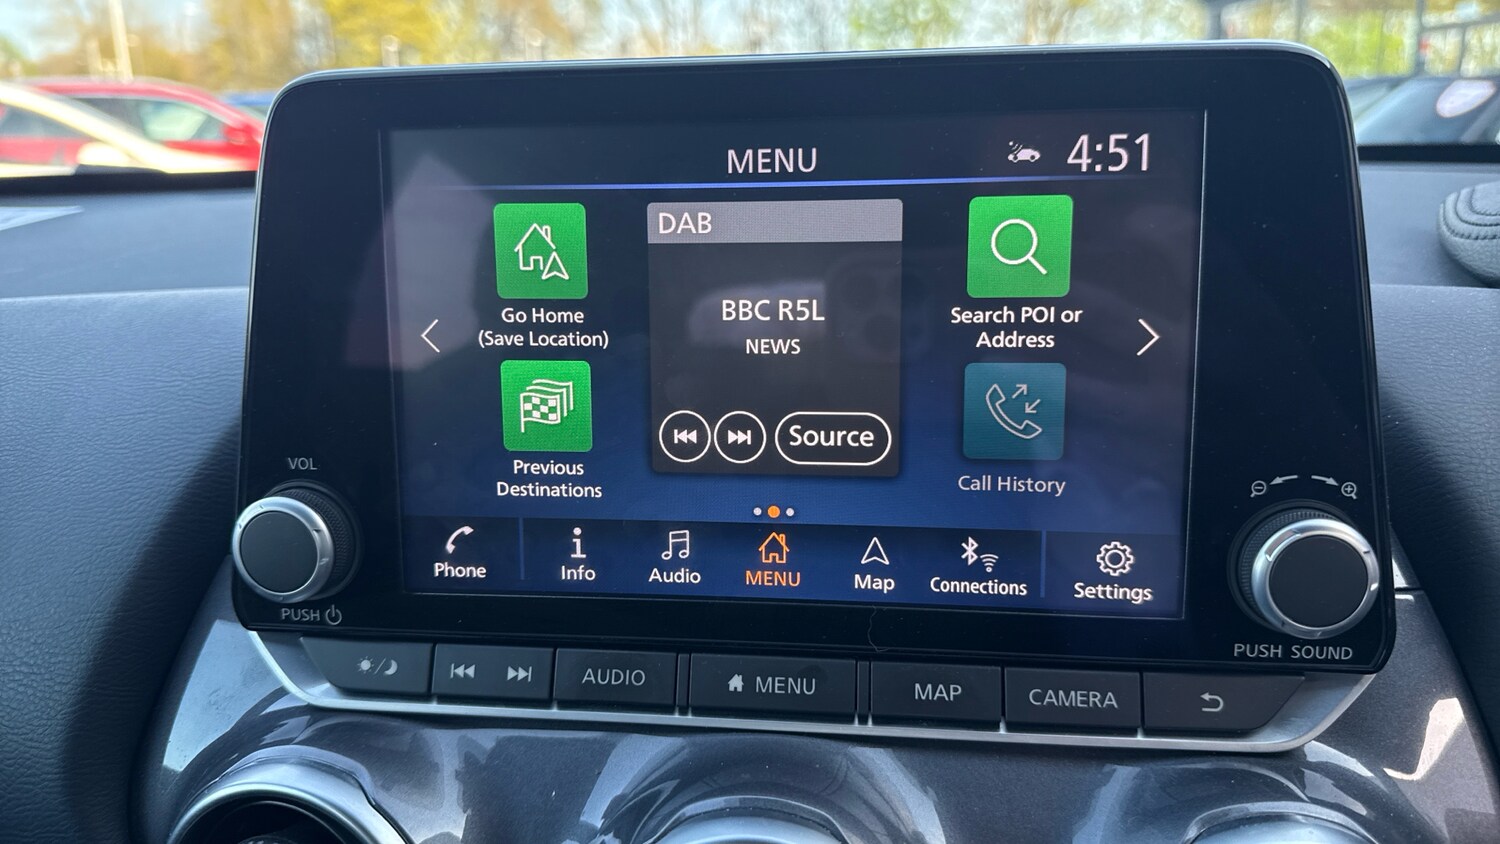 MENU
4:51
Go Home
(Save Location)
Previous
Destinations
DAB
BBC R5L
NEWS
Source
Search POI or
Address
Call History
Phone
Info
Audio
MENU
Map
Connections
Settings
VOL
PUSH
PUSH SOUND
AUDIO
MENU
MAP
CAMERA